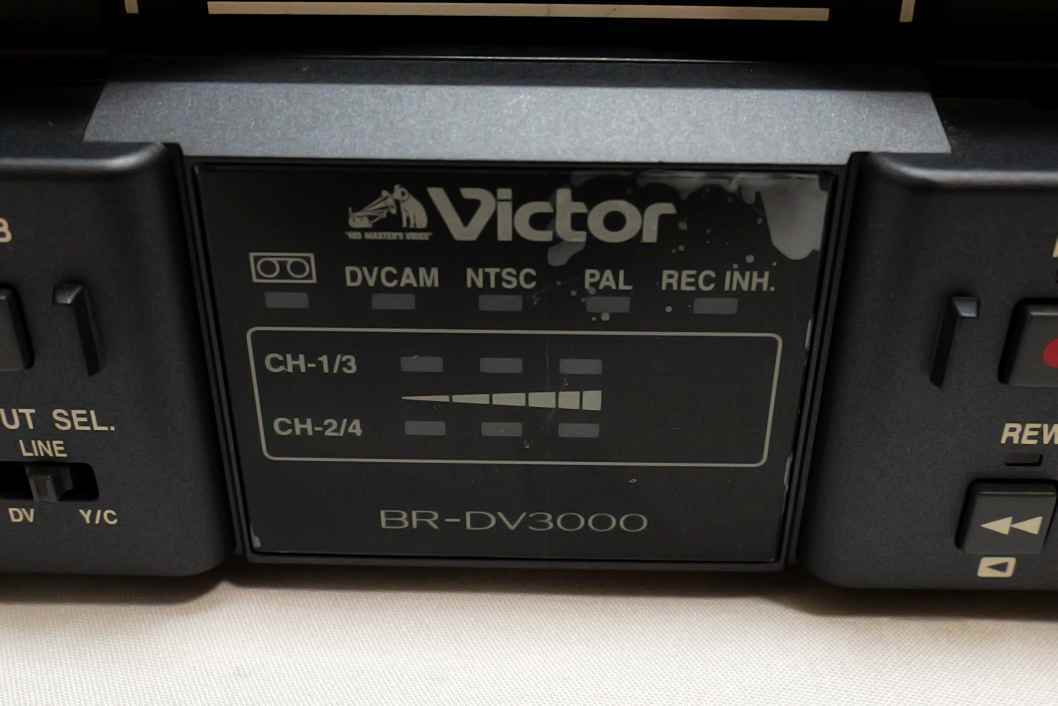 Victor
"HIS MASTER'S VOICE"
DVCAM NTSC PAL REC INH.
CH-1/3
CH-2/4
BR-DV3000
UT SEL.
LINE
DV Y/C
REW